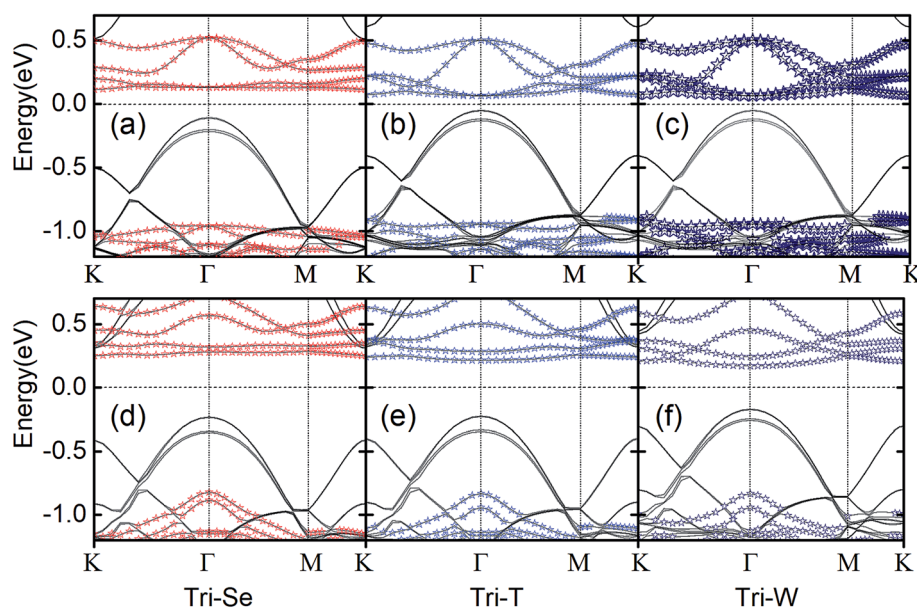 0.5
0.0
-0.5
-1.0
Energy(eV)
(a)
(b)
(c)
K Γ M K Γ M K Γ M K
0.5
0.0
-0.5
-1.0
Energy(eV)
(d)
(e)
(f)
K Γ M K Γ M K Γ M K
Tri-Se Tri-T Tri-W